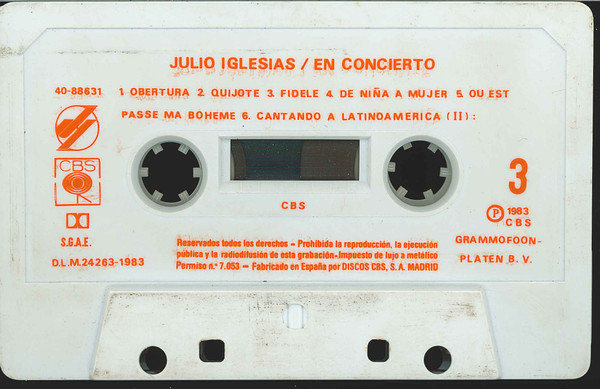 JULIO IGLESIAS / EN CONCIERTO
40-88631 1. OBERTURA 2. QUIJOTE 3. FIDELE 4. DE NIÑA A MUJER 5. OU EST
PASSE MA BOHEME 6. CANTANDO A LATINOAMERICA (II):
CBS
CBS
3
S.G.A.E.
D.L.M.24263-1983
Reservados todos los derechos – Prohibida la reproducción, la ejecución
pública y la radiodifusión de esta grabación-Impuesto de lujo a metálico
Permiso n.º 7.053 – Fabricado en España por DISCOS CBS, S.A. MADRID
P 1983
CBS
GRAMMOFOON-
PLATEN B.V.